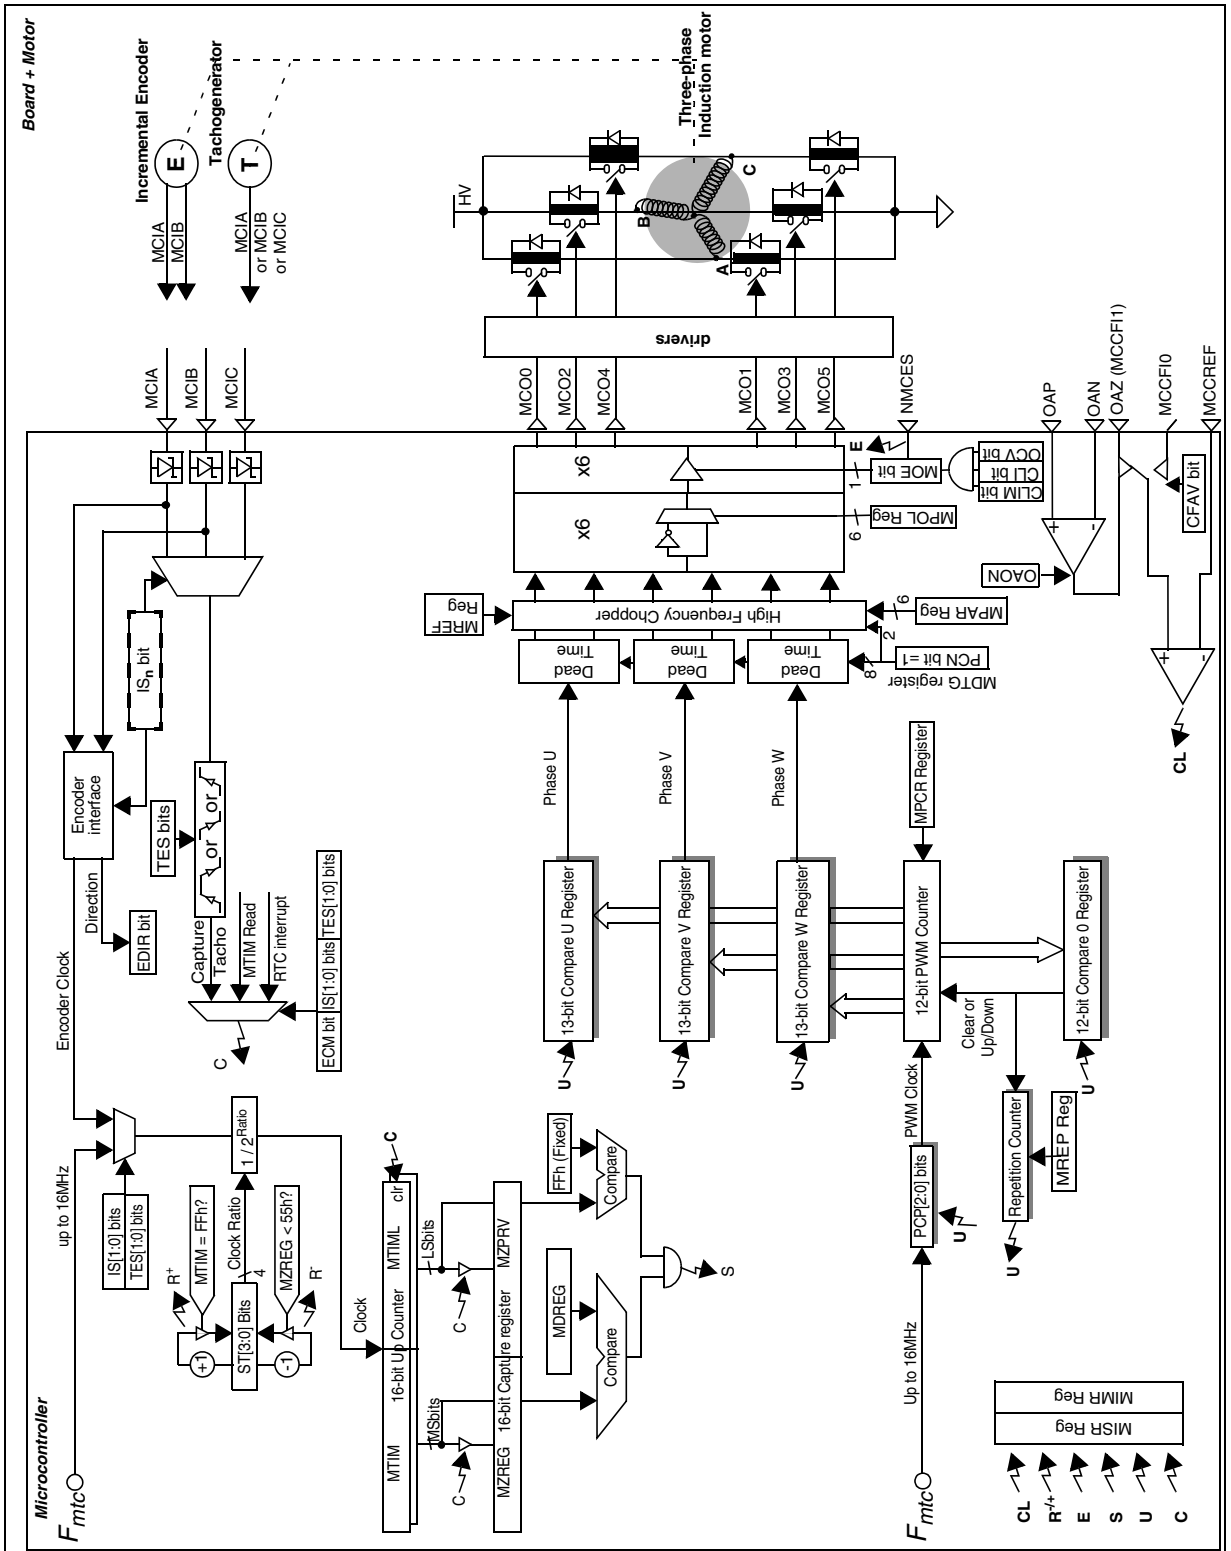 Board + Motor
Microcontroller
Incremental Encoder
Tachogenerator
E
T
MCIA
MCIB
MCIA
or MCIB
or MCIC
Three-phase
Induction motor
HV
A
B
C
drivers
MCIA
MCIB
MCIC
MCO0
MCO2
MCO4
MCO1
MCO3
MCO5
NMCES
OAP
OAN
OAZ (MCCFI1)
MCCFI0
MCCREF
x6
x6
1
E
MOE bit
6
MPOL Reg
CLIM bit
CLI bit
OCV bit
CFAV bit
+
-
OAON
+
-
CL
ISn bit
Encoder
interface
TES bits
or
or
Direction
EDIR bit
Encoder Clock
Capture
Tacho
MTIM Read
RTC interrupt
C
ECM bit
IS[1:0] bits
TES[1:0] bits
MREF
Reg
High Frequency Chopper
Dead
Time
Dead
Time
Dead
Time
6
MPAR Reg
2
8
PCN bit =1
MDTG register
Phase U
Phase V
Phase W
13-bit Compare U Register
13-bit Compare V Register
13-bit Compare W Register
U
U
U
12-bit PWM Counter
MPCR Register
12-bit Compare 0 Register
U
Clear or
Up/Down
PWM Clock
Repetition Counter
MREP Reg
U
PCP[2:0] bits
U
Up to 16MHz
Fmtc
Fmtc
up to 16MHz
IS[1:0] bits
TES[1:0] bits
1 / 2Ratio
Clock Ratio
4
R+
MTIM = FFh?
+1
ST[3:0] Bits
-1
MZREG < 55h?
R-
Clock
MTIM
16-bit Up Counter
MTIML
clr
C
MSbits
LSbits
C
C
MZREG
16-bit Capture register
MZPRV
MDREG
FFh (Fixed)
Compare
Compare
S
MISR Reg
MIMR Reg
CL
R-/+
E
S
U
C